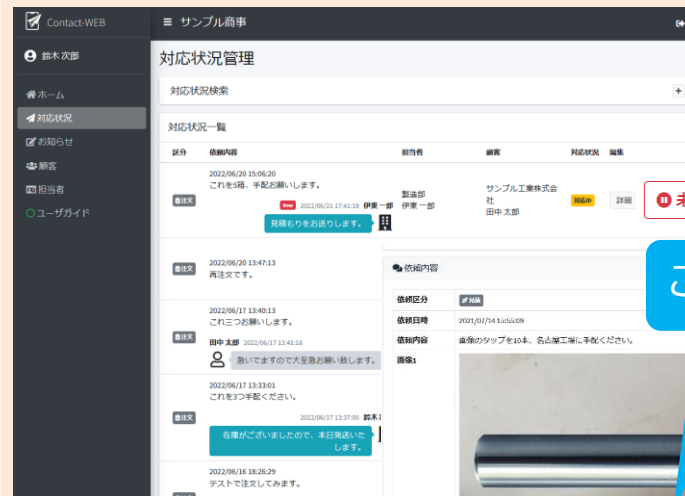 Contact-WEB
サンプル商事
鈴木次郎
ホーム
対応状況
お知らせ
顧客
担当者
ユーザガイド
対応状況管理
対応状況検索
対応状況一覧
区分 依頼内容 担当者 顧客 対応状況 編集
2022/06/20 15:06:20
これを5箱、手配お願いします。
注文
New 2022/06/21 17:41:18 伊東 一郎
見積もりをお送りします。
製造部
伊東 一郎
サンプル工業株式会
社
田中 太郎
対応中
詳細
2022/06/20 13:47:13
注文
再注文です。
2022/06/17 13:40:13
これ三つお願いします。
注文
田中 太郎 2022/06/17 13:41:18
急いでますので大至急お願い致します。
2022/06/17 13:33:01
これを3つ手配ください。
注文
2022/06/17 13:37:00 鈴木
在庫がございましたので、本日発送いた
します。
2022/06/16 18:26:29
テストで注文してみます。
依頼内容
依頼区分
依頼日時 2021/07/14 15:55:09
依頼内容 画像のタップを10本、名古屋工場に手配ください。
画像1
こ